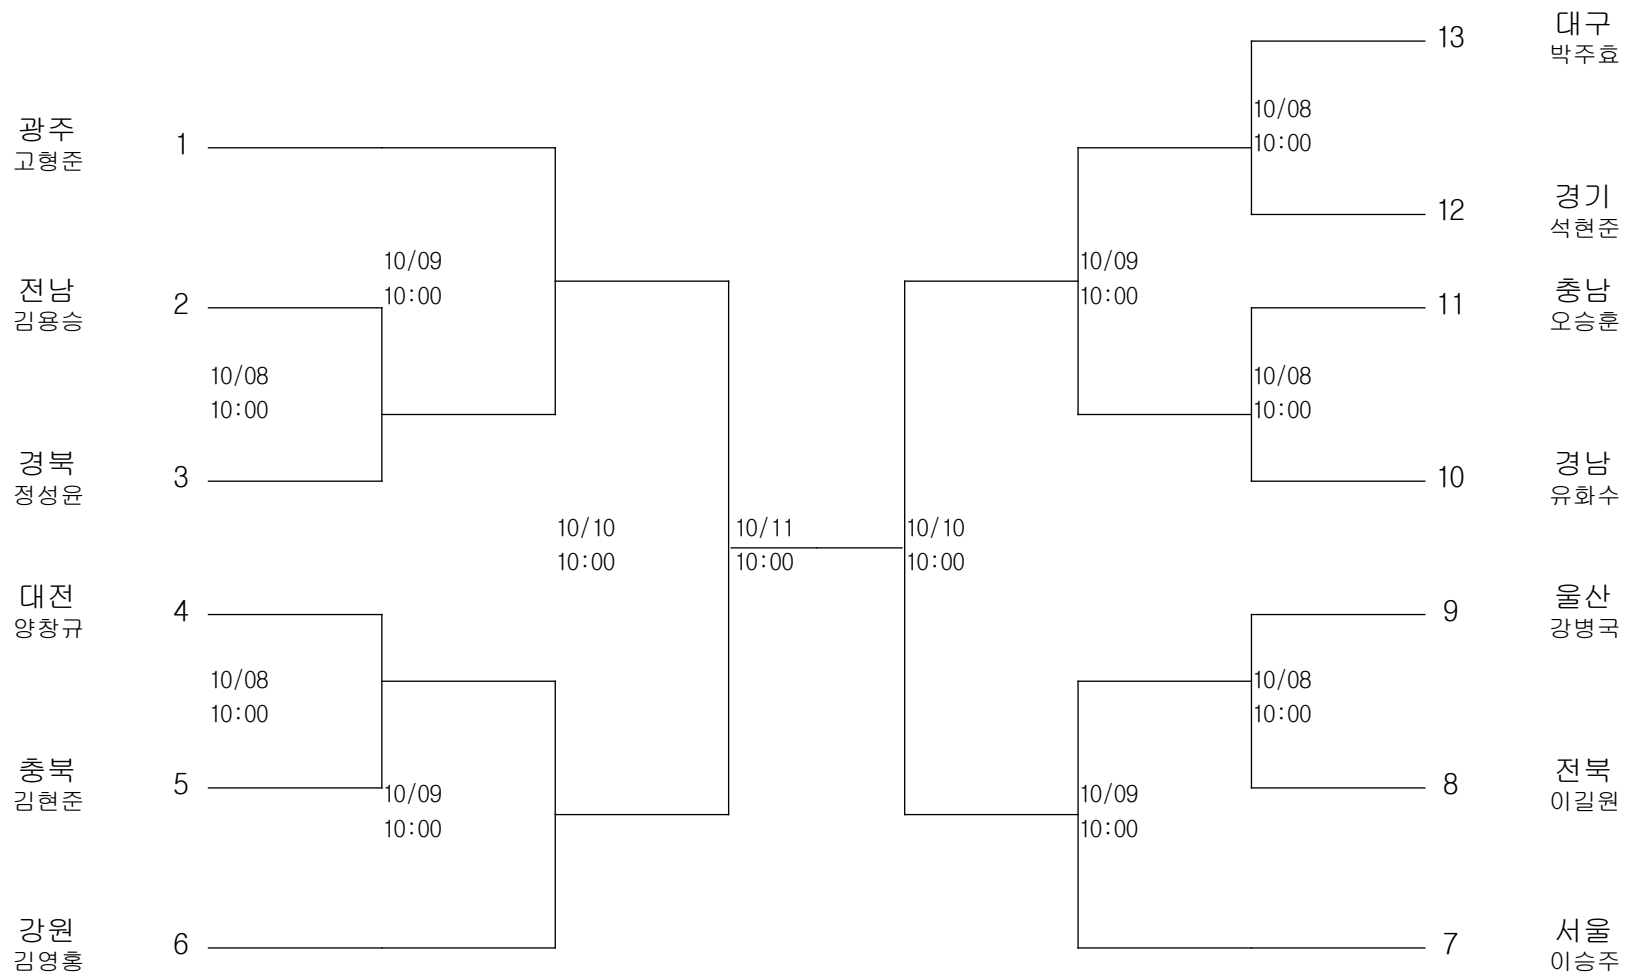 광주
고형준
1
전남
김용승
2
10/09
10:00
10/08
10:00
경북
정성윤
3
10/10
10:00
대전
양창규
4
10/08
10:00
충북
김현준
5
10/09
10:00
강원
김영홍
6
10/11
10:00
13
대구
박주효
10/08
10:00
12
경기
석현준
10/09
10:00
11
충남
오승훈
10/08
10:00
10
경남
유화수
10/10
10:00
9
울산
강병국
10/08
10:00
8
전북
이길원
10/09
10:00
7
서울
이승주